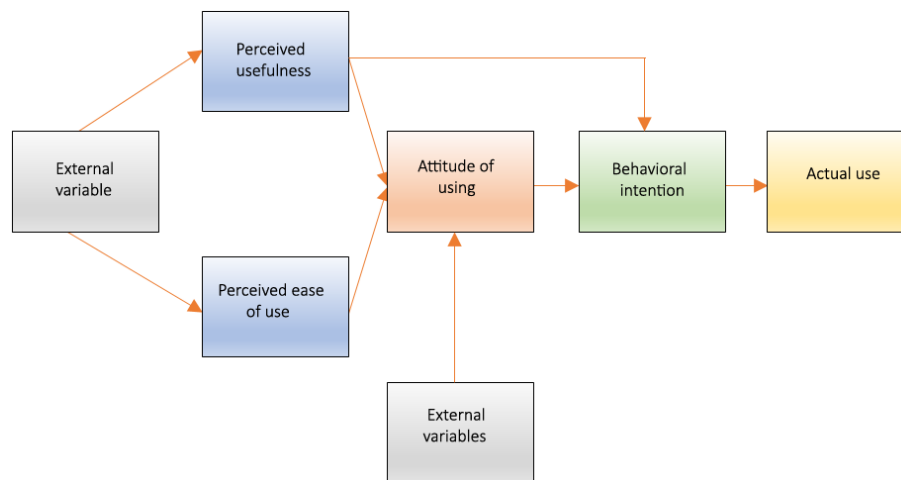 Perceived
usefulness
External
variable
Attitude of
using
Behavioral
intention
Actual use
Perceived ease
of use
External
variables